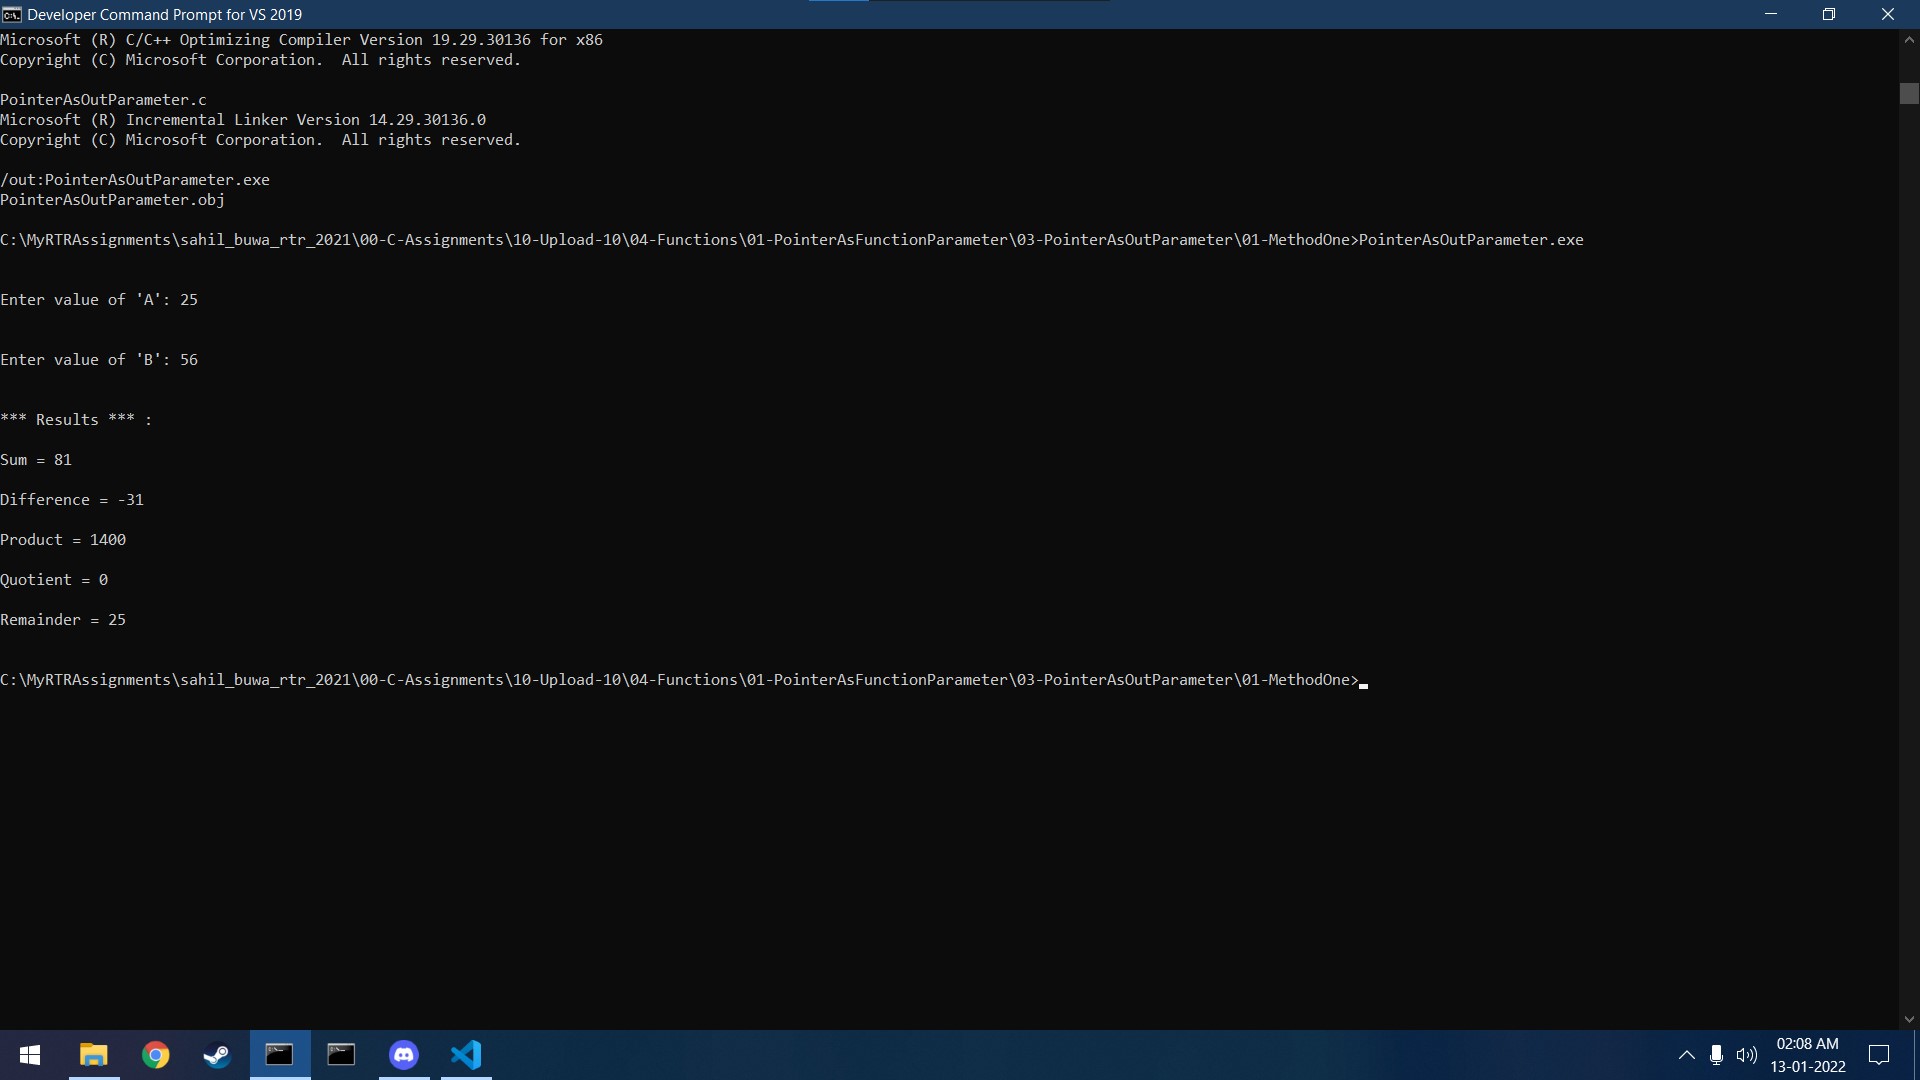 Developer Command Prompt for VS 2019
Microsoft (R) C/C++ Optimizing Compiler Version 19.29.30136 for x86
Copyright (C) Microsoft Corporation.  All rights reserved.
PointerAsOutParameter.c
Microsoft (R) Incremental Linker Version 14.29.30136.0
Copyright (C) Microsoft Corporation.  All rights reserved.
/out:PointerAsOutParameter.exe
PointerAsOutParameter.obj
C:\MyRTRAssignments\sahil_buwa_rtr_2021\00-C-Assignments\10-Upload-10\04-Functions\01-PointerAsFunctionParameter\03-PointerAsOutParameter\01-MethodOne>PointerAsOutParameter.exe
Enter value of 'A': 25
Enter value of 'B': 56
*** Results *** :
Sum = 81
Difference = -31
Product = 1400
Quotient = 0
Remainder = 25
C:\MyRTRAssignments\sahil_buwa_rtr_2021\00-C-Assignments\10-Upload-10\04-Functions\01-PointerAsFunctionParameter\03-PointerAsOutParameter\01-MethodOne>
02:08 AM
13-01-2022